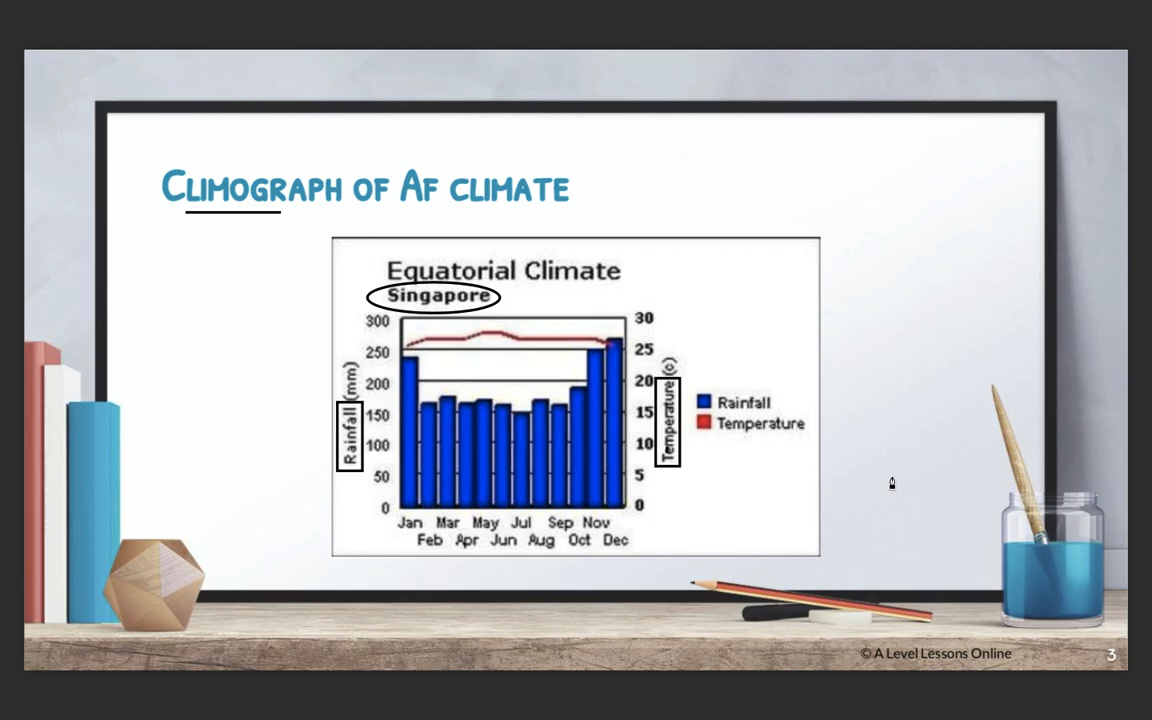 Climograph of Af climate
Equatorial Climate
Singapore
300
250
200
150
100
50
0
Rainfall (mm)
30
25
20
15
10
5
0
Temperature (c)
Rainfall
Temperature
Jan Mar May Jul Sep Nov
Feb Apr Jun Aug Oct Dec
© A Level Lessons Online
3